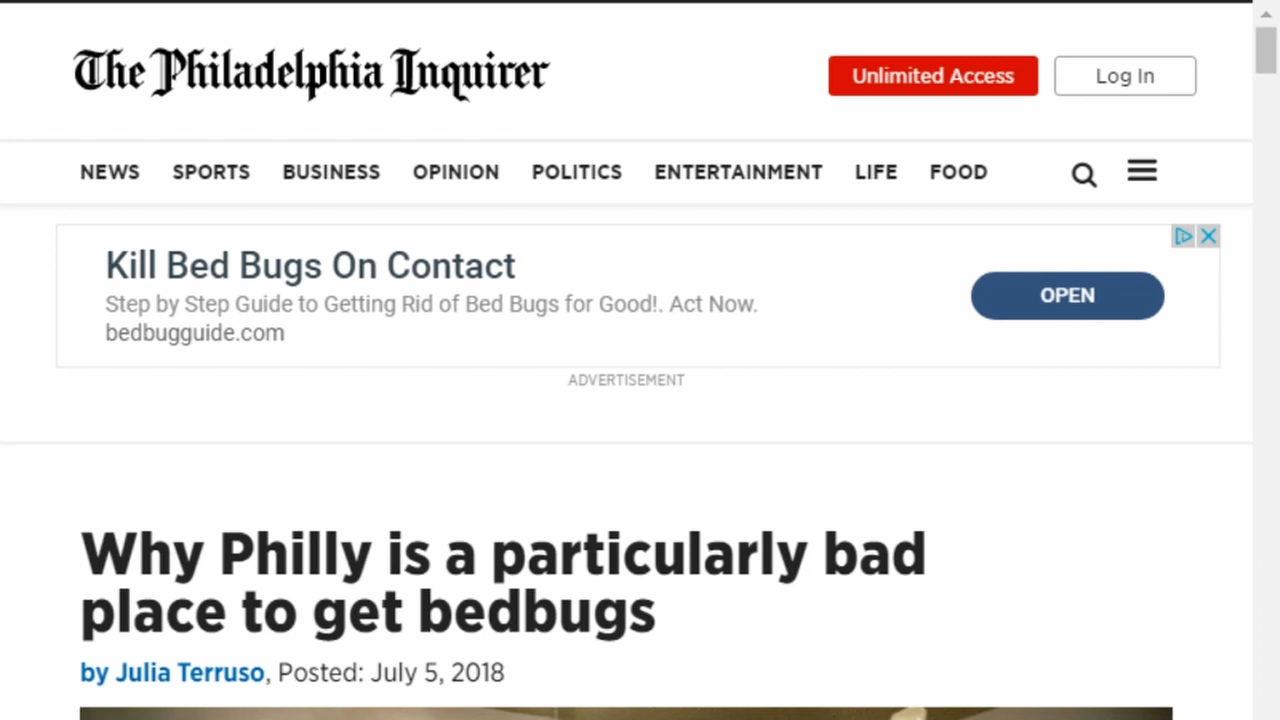 The Philadelphia Inquirer
Unlimited Access
Log In
NEWS SPORTS BUSINESS OPINION POLITICS ENTERTAINMENT LIFE FOOD
Kill Bed Bugs On Contact
Step by Step Guide to Getting Rid of Bed Bugs for Good!. Act Now.
bedbugguide.com
OPEN
ADVERTISEMENT
Why Philly is a particularly bad
place to get bedbugs
by Julia Terruso, Posted: July 5, 2018